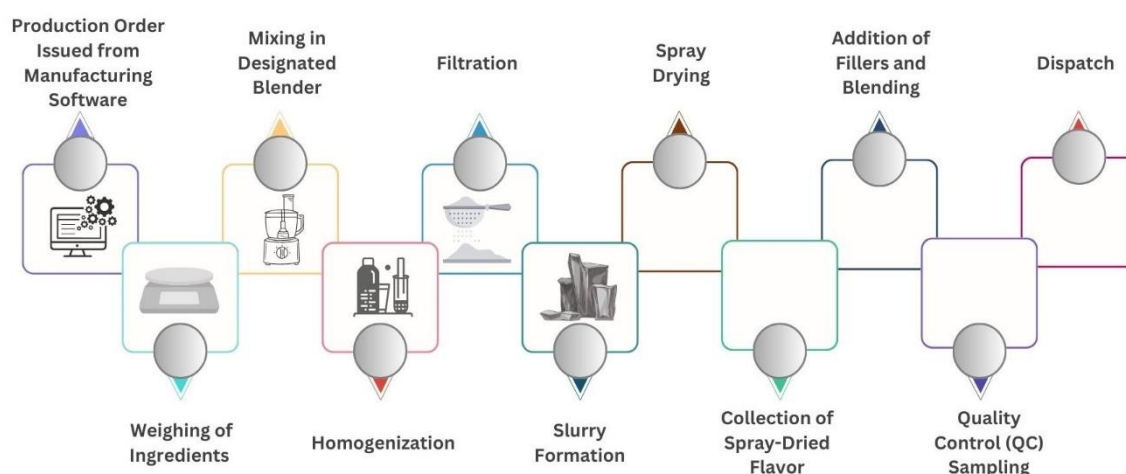 Production Order
Issued from
Manufacturing
Software
Weighing of
Ingredients
Mixing in
Designated
Blender
Homogenization
Filtration
Slurry
Formation
Spray
Drying
Collection of
Spray-Dried
Flavor
Addition of
Fillers and
Blending
Quality
Control (QC)
Sampling
Dispatch